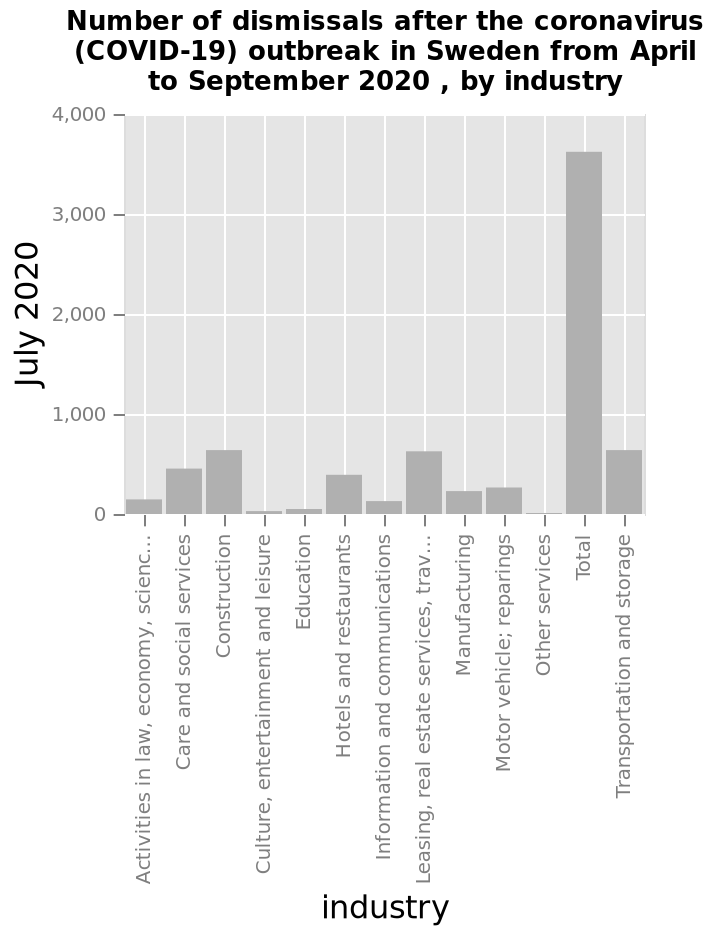 Number of dismissals after the coronavirus
(COVID-19) outbreak in Sweden from April
to September 2020 , by industry
July 2020
4,000
3,000
2,000
1,000
0
Activities in law, economy, scienc...
Care and social services
Construction
Culture, entertainment and leisure
Education
Hotels and restaurants
Information and communications
Leasing, real estate services, trav...
Manufacturing
Motor vehicle; reparings
Other services
Total
Transportation and storage
industry